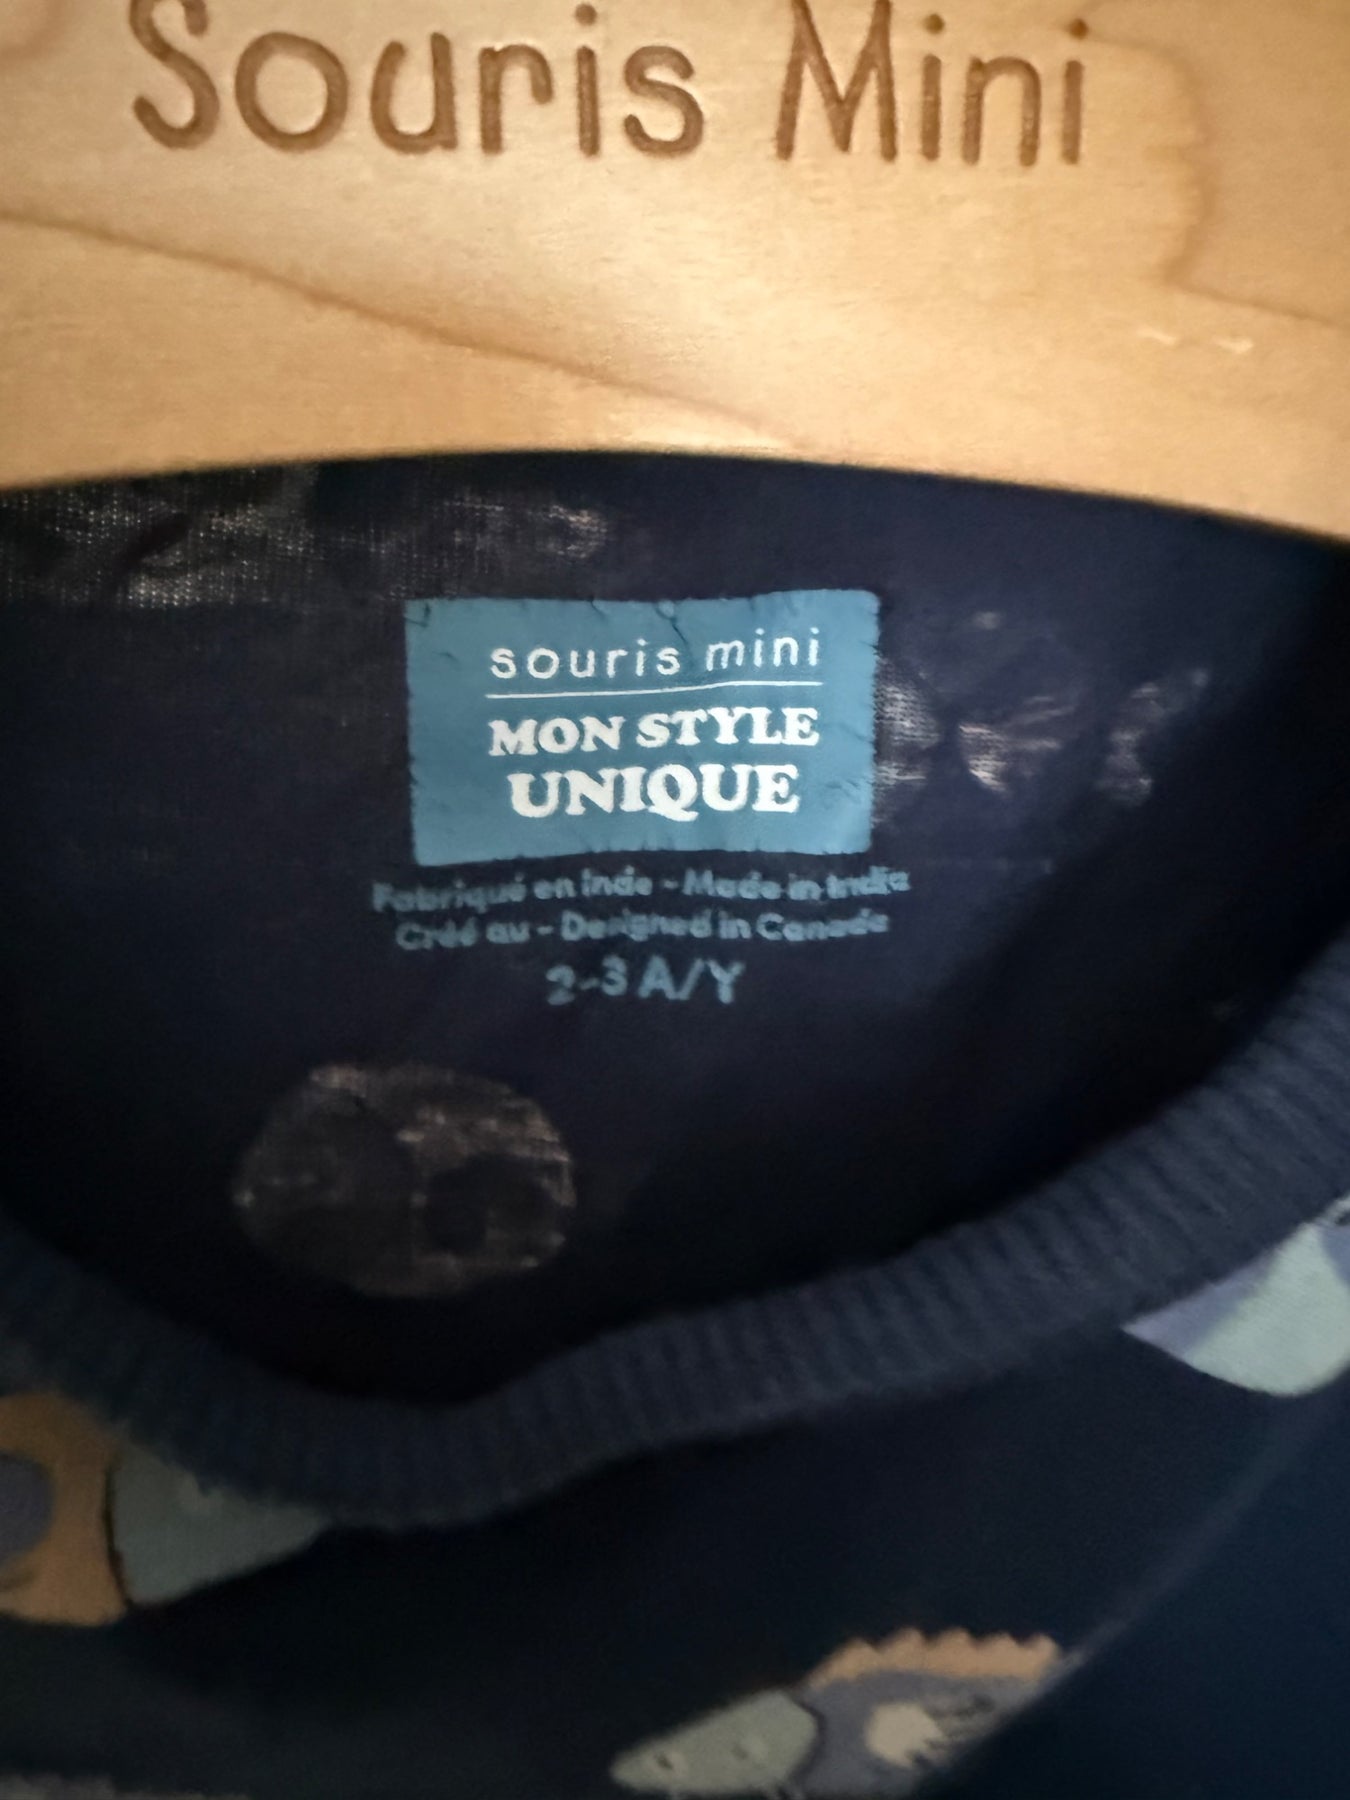 Souris Mini
souris mini
MON STYLE
UNIQUE
Fabriqué en Inde - Made in India
Créé au - Designed in Canada
2-3 A/Y